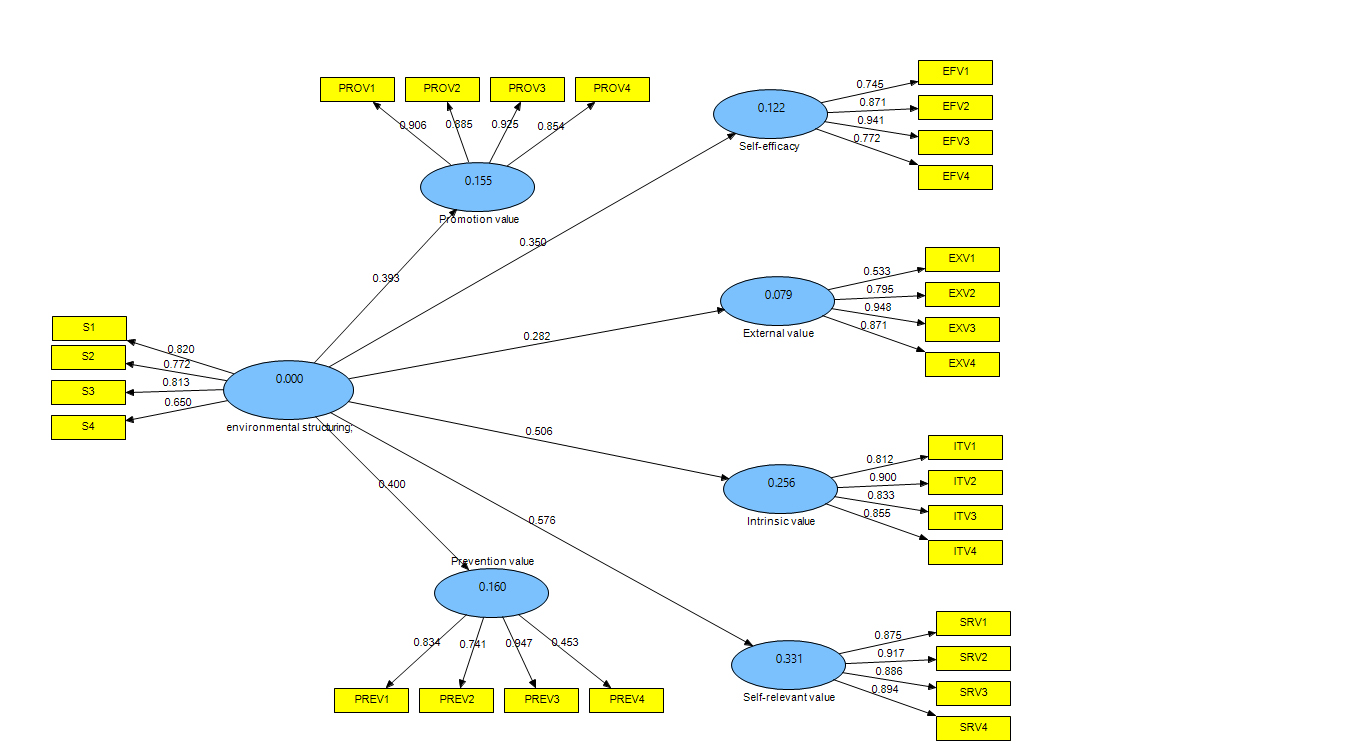 PROV1
PROV2
PROV3
PROV4
0.906
0.885
0.925
0.854
0.155
Promotion value
0.393
EFV1
EFV2
EFV3
EFV4
0.745
0.871
0.941
0.772
0.122
Self-efficacy
0.350
EXV1
EXV2
EXV3
EXV4
0.533
0.795
0.948
0.871
0.079
External value
0.282
S1
S2
S3
S4
0.820
0.772
0.813
0.650
0.000
environmental structuring;
0.506
0.400
0.576
ITV1
ITV2
ITV3
ITV4
0.812
0.900
0.833
0.855
0.256
Intrinsic value
Prevention value
0.160
0.834
0.741
0.947
0.453
PREV1
PREV2
PREV3
PREV4
SRV1
SRV2
SRV3
SRV4
0.875
0.917
0.886
0.894
0.331
Self-relevant value